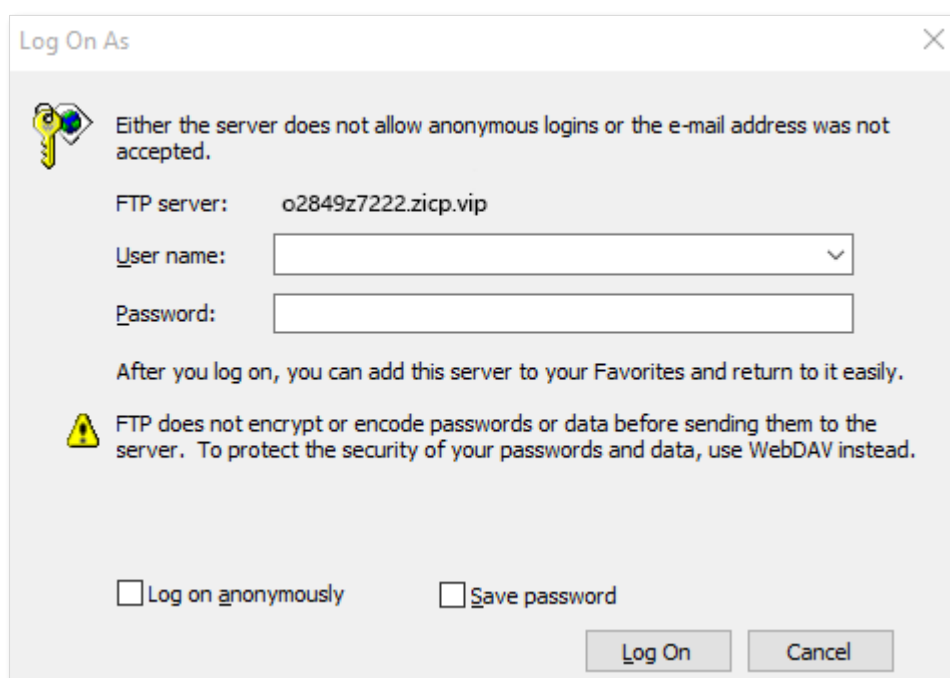 Log On As
Either the server does not allow anonymous logins or the e-mail address was not
accepted.
FTP server: o2849z7222.zicp.vip
User name:
Password:
After you log on, you can add this server to your Favorites and return to it easily.
FTP does not encrypt or encode passwords or data before sending them to the
server. To protect the security of your passwords and data, use WebDAV instead.
Log on anonymously Save password
Log On Cancel